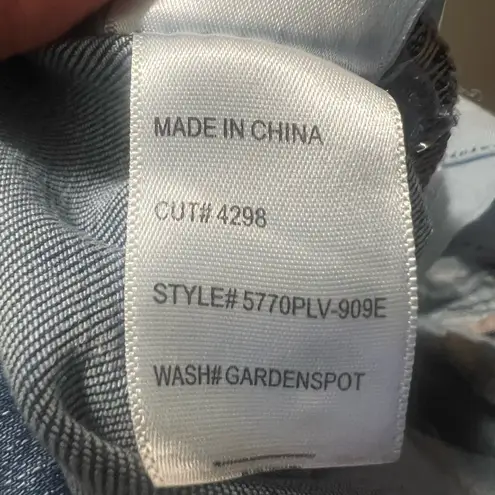 MADE IN CHINA
CUT# 4298
STYLE# 5770PLV-909E
WASH# GARDENSPOT